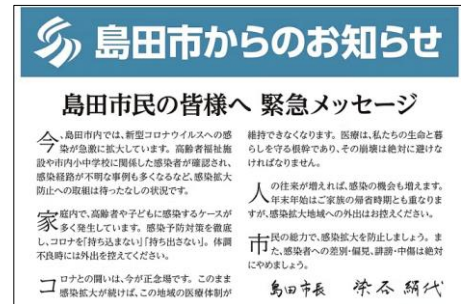 島田市からのお知らせ
島田市民の皆様へ 緊急メッセージ
今、島田市内では、新型コロナウイルスへの感
染が急激に拡大しています。高齢者福祉施
設や市内小中学校に関係した感染者が確認され、
感染経路が不明な事例も多くなるなど、感染拡大
防止への取組は待ったなしの状況です。
家庭内で、高齢者や子どもに感染するケースが
多く発生しています。感染予防対策を徹底
し、コロナを「持ち込まない」「持ち出さない」。体調
不良時には外出を控えてください。
コロナとの闘いは、今が正念場です。このまま
感染拡大が続けば、この地域の医療体制が
維持できなくなります。医療は、私たちの生命と暮
らしを守る根幹であり、その崩壊は絶対に避けな
ければなりません。
人の往来が増えれば、感染の機会も増えます。
年末年始はご家族の帰省時期とも重なりま
すが、感染拡大地域への外出はお控えください。
市民の総力で、感染拡大を防止しましょう。ま
た、感染者への差別・偏見、誹謗・中傷は絶対
にやめましょう。
島田市長 染谷 絹代